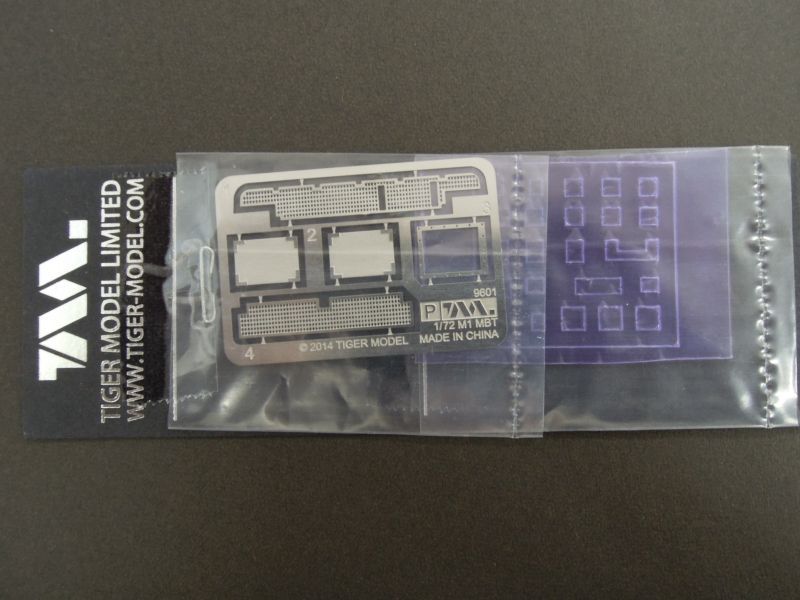 TIGER MODEL LIMITED
WWW.TIGER-MODEL.COM
2
3
9601
P
1/72 M1 MBT
MADE IN CHINA
© 2014 TIGER MODEL
4